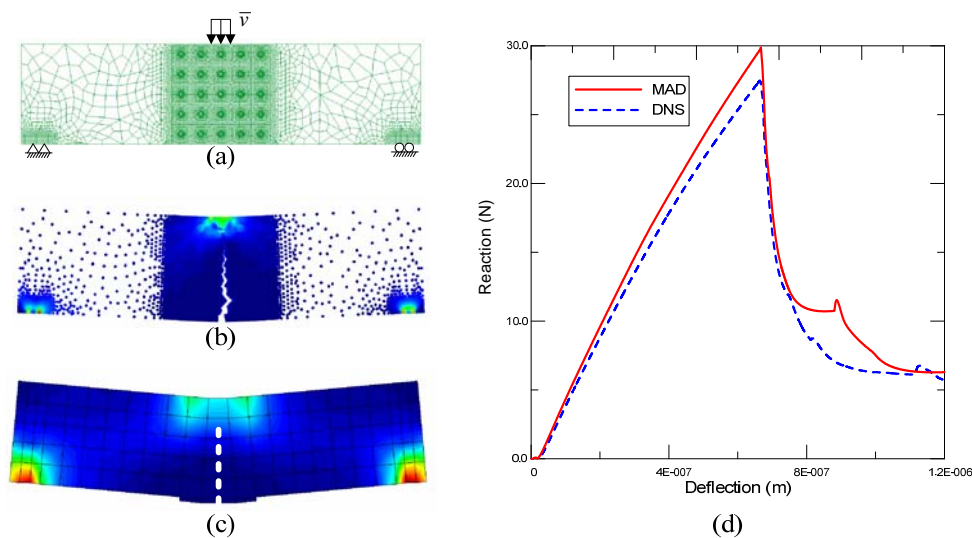 v̅
(a)
(b)
(c)
30.0
20.0
10.0
0.0
Reaction (N)
MAD
DNS
0
4E-007
8E-007
1.2E-006
Deflection (m)
(d)